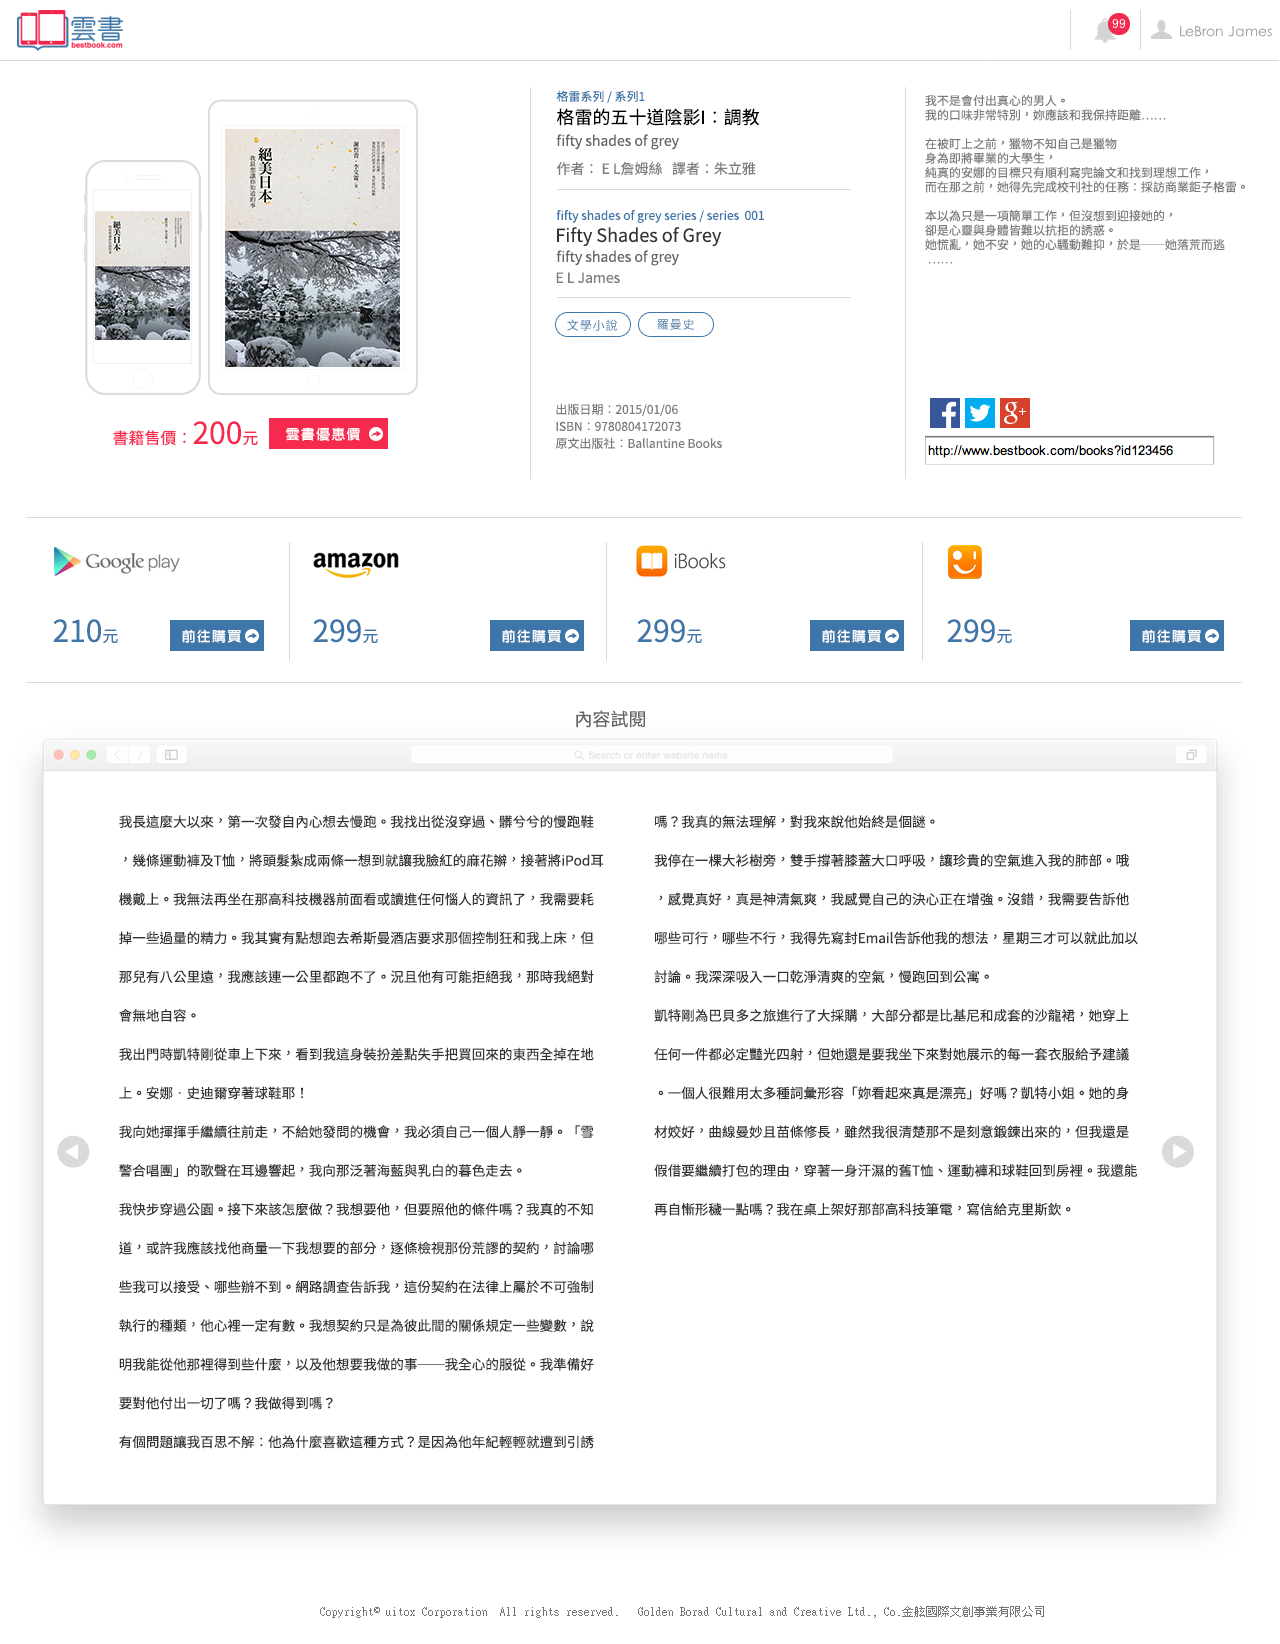 雲書
bestbook.com
99
LeBron James
格雷系列 / 系列1
格雷的五十道陰影I：調教
fifty shades of grey
作者： E L詹姆絲 譯者：朱立雅
fifty shades of grey series / series 001
Fifty Shades of Grey
fifty shades of grey
E L James
文學小說
羅曼史
出版日期：2015/01/06
ISBN：9780804172073
原文出版社：Ballantine Books
我不是會付出真心的男人。
我的口味非常特別，妳應該和我保持距離……
在被盯上之前，獵物不知自己是獵物
身為即將畢業的大學生，
純真的安娜的目標只有順利寫完論文和找到理想工作，
而在那之前，她得先完成校刊社的任務：採訪商業鉅子格雷。
本以為只是一項簡單工作，但沒想到迎接她的，
卻是心靈與身體皆難以抗拒的誘惑。
她慌亂，她不安，她的心騷動難抑，於是──她落荒而逃
……
http://www.bestbook.com/books?id123456
絕美日本
我最想讓你知道的事
絕美日本
書籍售價：200元
雲書優惠價
Google play
amazon
iBooks
210元
前往購買
299元
前往購買
299元
前往購買
299元
前往購買
內容試閱
Search or enter website name
我長這麼大以來，第一次發自內心想去慢跑。我找出從沒穿過、髒兮兮的慢跑鞋
，幾條運動褲及T恤，將頭髮紮成兩條一想到就讓我臉紅的麻花辮，接著將iPod耳
機戴上。我無法再坐在那高科技機器前面看或讀進任何惱人的資訊了，我需要耗
掉一些過量的精力。我其實有點想跑去希斯曼酒店要求那個控制狂和我上床，但
那兒有八公里遠，我應該連一公里都跑不了。況且他有可能拒絕我，那時我絕對
會無地自容。
我出門時凱特剛從車上下來，看到我這身裝扮差點失手把買回來的東西全掉在地
上。安娜．史迪爾穿著球鞋耶！
我向她揮揮手繼續往前走，不給她發問的機會，我必須自己一個人靜一靜。「雪
警合唱團」的歌聲在耳邊響起，我向那泛著海藍與乳白的暮色走去。
我快步穿過公園。接下來該怎麼做？我想要他，但要照他的條件嗎？我真的不知
道，或許我應該找他商量一下我想要的部分，逐條檢視那份荒謬的契約，討論哪
些我可以接受、哪些辦不到。網路調查告訴我，這份契約在法律上屬於不可強制
執行的種類，他心裡一定有數。我想契約只是為彼此間的關係規定一些變數，說
明我能從他那裡得到些什麼，以及他想要我做的事──我全心的服從。我準備好
要對他付出一切了嗎？我做得到嗎？
有個問題讓我百思不解：他為什麼喜歡這種方式？是因為他年紀輕輕就遭到引誘
嗎？我真的無法理解，對我來說他始終是個謎。
我停在一棵大衫樹旁，雙手撐著膝蓋大口呼吸，讓珍貴的空氣進入我的肺部。哦
，感覺真好，真是神清氣爽，我感覺自己的決心正在增強。沒錯，我需要告訴他
哪些可行，哪些不行，我得先寫封Email告訴他我的想法，星期三才可以就此加以
討論。我深深吸入一口乾淨清爽的空氣，慢跑回到公寓。
凱特剛為巴貝多之旅進行了大採購，大部分都是比基尼和成套的沙龍裙，她穿上
任何一件都必定豔光四射，但她還是要我坐下來對她展示的每一套衣服給予建議
。一個人很難用太多種詞彙形容「妳看起來真是漂亮」好嗎？凱特小姐。她的身
材姣好，曲線曼妙且苗條修長，雖然我很清楚那不是刻意鍛鍊出來的，但我還是
假借要繼續打包的理由，穿著一身汗濕的舊T恤、運動褲和球鞋回到房裡。我還能
再自慚形穢一點嗎？我在桌上架好那部高科技筆電，寫信給克里斯欽。
Copyright© uitox Corporation All rights reserved. Golden Borad Cultural and Creative Ltd., Co.金舷國際文創事業有限公司